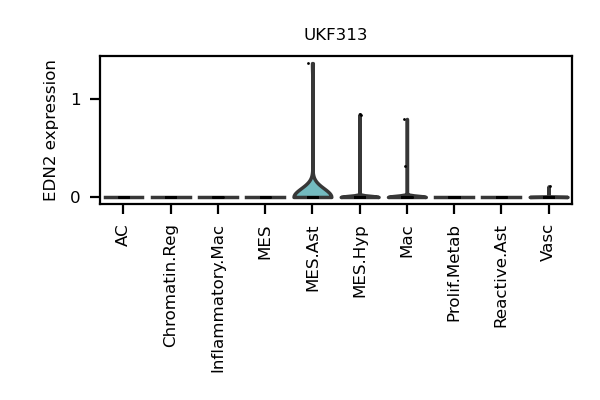 UKF313
EDN2 expression
1
0
AC
Chromatin.Reg
Inflammatory.Mac
MES
MES.Ast
MES.Hyp
Mac
Prolif.Metab
Reactive.Ast
Vasc